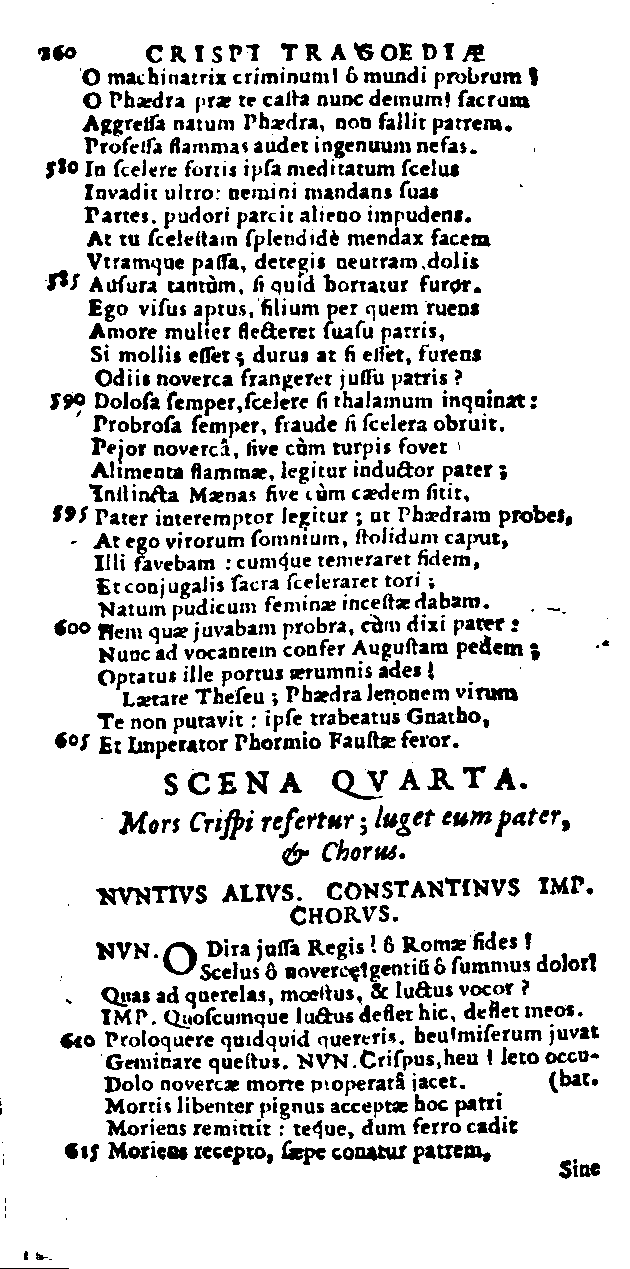 260 CRISPI TRAGOEDIÆ
O machinatrix criminum! ô mundi probrum!
O Phædra præ te casta nunc demum! sacrum
Aggressa natum Phædra, non fallit patrem.
Professa flammas audet ingenuum nefas.
580 In scelere fortis ipsa meditatum scelus
Invadit ultro: nemini mandans suas
Partes. pudori parcit alieno impudens.
At tu scelestam splendidè mendax facem
Vtramque passa, detegis neutram, dolis
585 Ausura tantùm, si quid hortatur furor.
Ego visus aptus, filium per quem ruens
Amore mulier flecteret suasu patris,
Si mollis esset; durus at si esset, furens
Odiis noverca frangeret jussu patris?
590 Dolosa semper, scelere si thalamum inquinat:
Probrosa semper, fraude si scelera obruit.
Pejor novercâ, sive cùm turpis fovet
Alimenta flammæ, legitur inductor pater;
Instincta Mænas sive cùm cædem sitit,
595 Pater interemptor legitur; ut Phædram probes,
At ego virorum somnium, stolidum caput,
Illi favebam: cumq́ue temeraret fidem,
Et conjugalis sacra sceleraret tori;
Natum pudicum feminæ incestæ dabam.
600 Hem quæ juvabam probra, cùm dixi pater:
Nunc ad vocantem confer Augustam pedem;
Optatus ille portus ærumnis ades!
Lætare Theseu; Phædra lenonem virum
Te non putavit: ipse trabeatus Gnatho,
605 Et Imperator Phormio Faustæ feror.
SCENA QVARTA.
Mors Crispi refertur; luget eum pater,
& Chorus.
NVNTIVS ALIVS. CONSTANTINVS IMP.
CHORVS.
NVN. O Dira jussa Regis! ô Romæ fides!
Scelus ô novercę! gentiũ ô summus dolor!
Quas ad querelas, mœstus, & luctus vocor?
IMP. Quoscumque luctus deflet hic, deflet meos.
610 Proloquere quidquid quereris. heu! miserum juvat
Geminare questus. NVN. Crispus, heu! leto occu-
Dolo novercæ morte properatâ jacet. (bat.
Mortis libenter pignus acceptæ hoc patri
Moriens remittit: teq́ue, dum ferro cadit
615 Moriens recepto, sæpe conatur patrem,
Sine